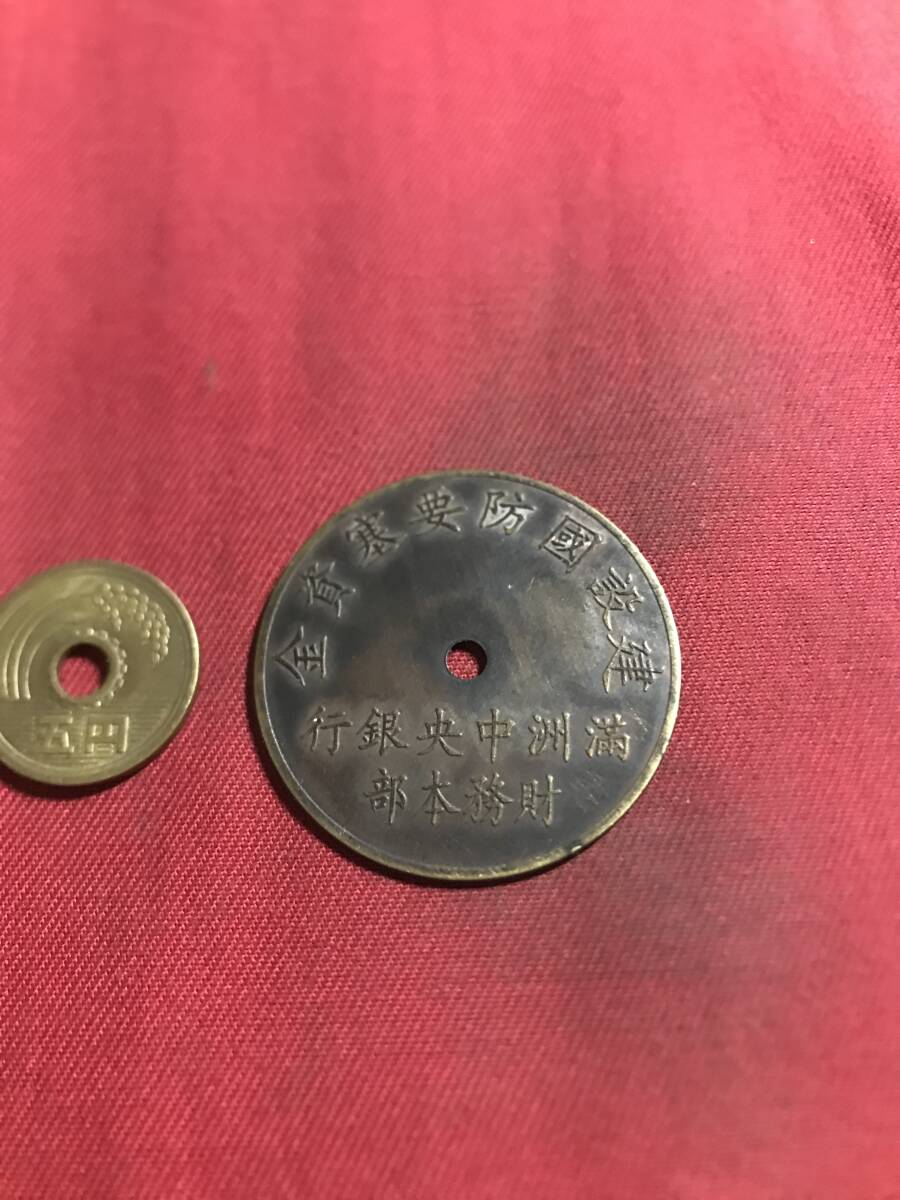 建設國防要塞資金
滿洲中央銀行
財務本部
五円